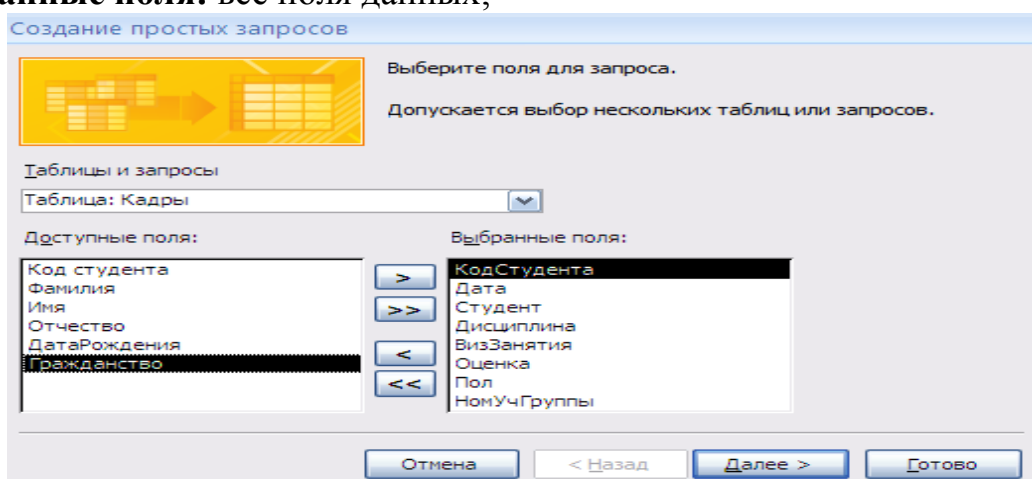 анные поля: все поля данных;
Создание простых запросов
Выберите поля для запроса.
Допускается выбор нескольких таблиц или запросов.
Таблицы и запросы
Таблица: Кадры
Доступные поля:
Выбранные поля:
Код студента
Фамилия
Имя
Отчество
ДатаРождения
Гражданство
>
>>
<
<<
КодСтудента
Дата
Студент
Дисциплина
ВизЗанятия
Оценка
Пол
НомУчГруппы
Отмена
< Назад
Далее >
Готово